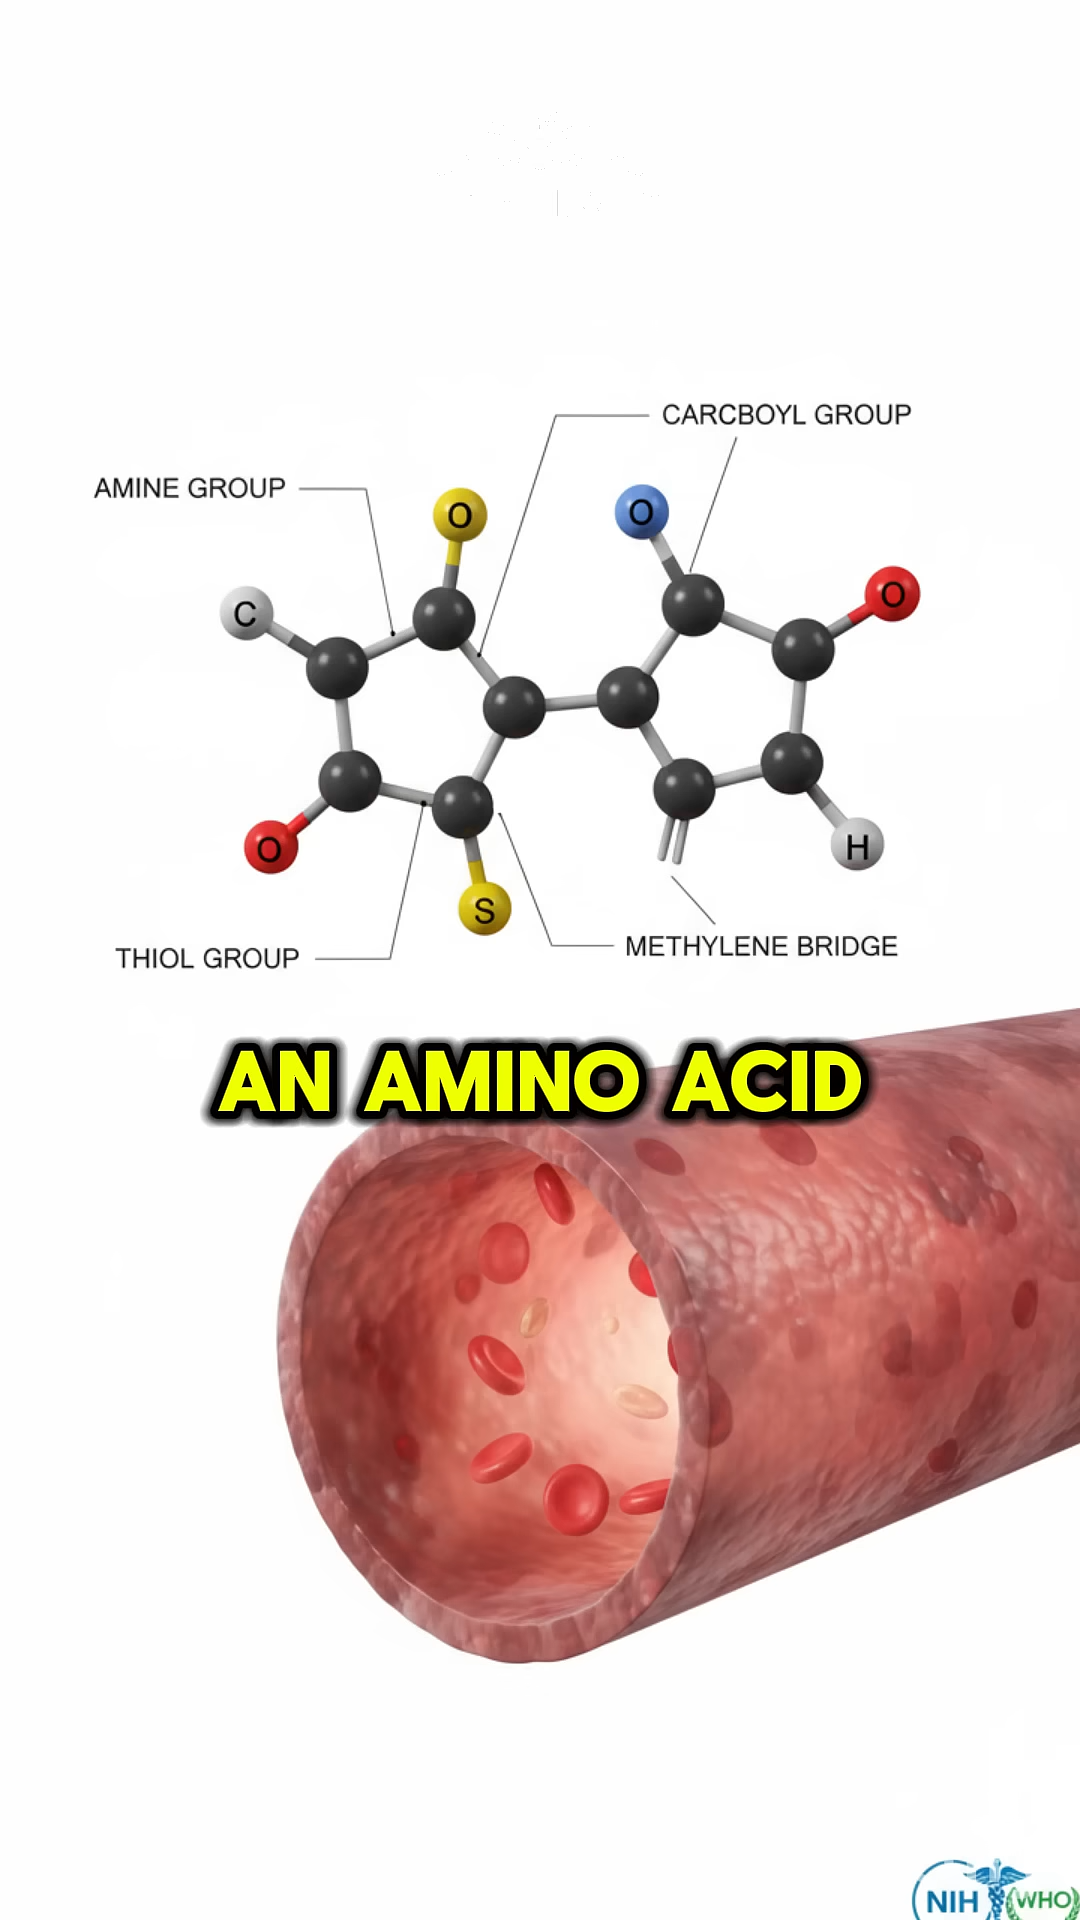 CARCBOYL GROUP
AMINE GROUP
O
O
C
O
O
H
S
THIOL GROUP
METHYLENE BRIDGE
AN AMINO ACID
NIH
WHO